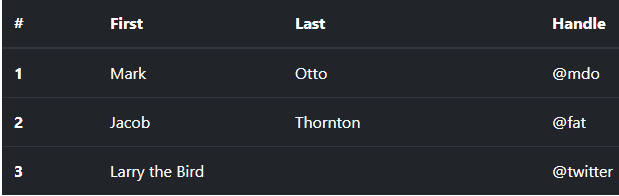 # First Last Handle
1 Mark Otto @mdo
2 Jacob Thornton @fat
3 Larry the Bird @twitter